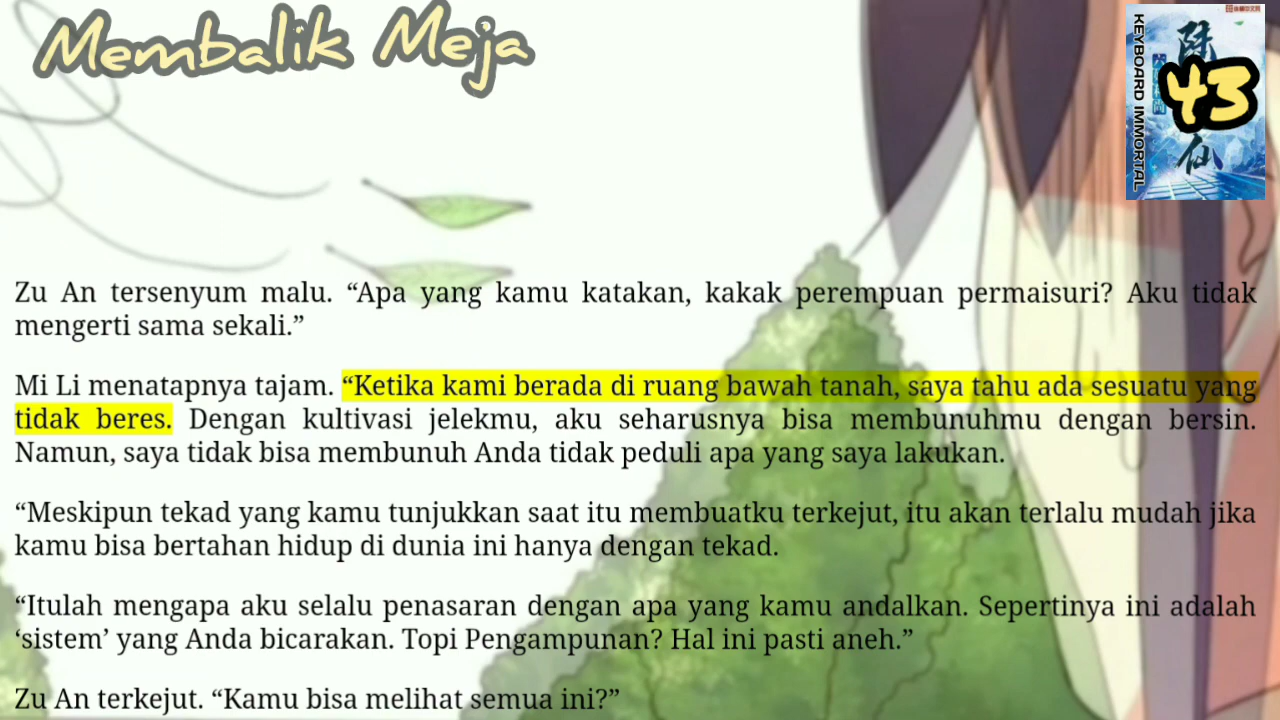 Membalik Meja
KEYBOARD IMMORTAL
43
仙
Zu An tersenyum malu. “Apa yang kamu katakan, kakak perempuan permaisuri? Aku tidak
mengerti sama sekali.”
Mi Li menatapnya tajam. “Ketika kami berada di ruang bawah tanah, saya tahu ada sesuatu yang
tidak beres. Dengan kultivasi jelekmu, aku seharusnya bisa membunuhmu dengan bersin.
Namun, saya tidak bisa membunuh Anda tidak peduli apa yang saya lakukan.
“Meskipun tekad yang kamu tunjukkan saat itu membuatku terkejut, itu akan terlalu mudah jika
kamu bisa bertahan hidup di dunia ini hanya dengan tekad.
“Itulah mengapa aku selalu penasaran dengan apa yang kamu andalkan. Sepertinya ini adalah
‘sistem’ yang Anda bicarakan. Topi Pengampunan? Hal ini pasti aneh.”
Zu An terkejut. “Kamu bisa melihat semua ini?”